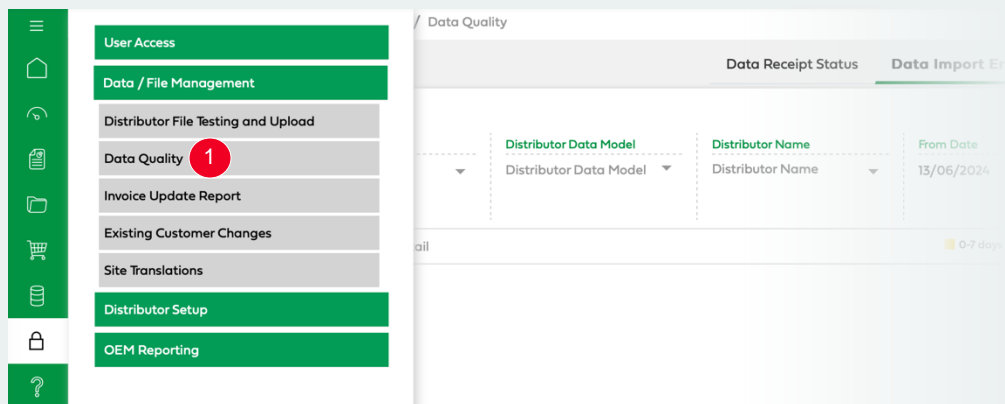 / Data Quality
User Access
Data Receipt Status
Data Import Er
Data / File Management
Distributor File Testing and Upload
Data Quality 1
Invoice Update Report
Existing Customer Changes
Site Translations
Distributor Setup
OEM Reporting
Distributor Data Model
Distributor Data Model
Distributor Name
Distributor Name
From Date
13/06/2024
ail
0-7 days
?